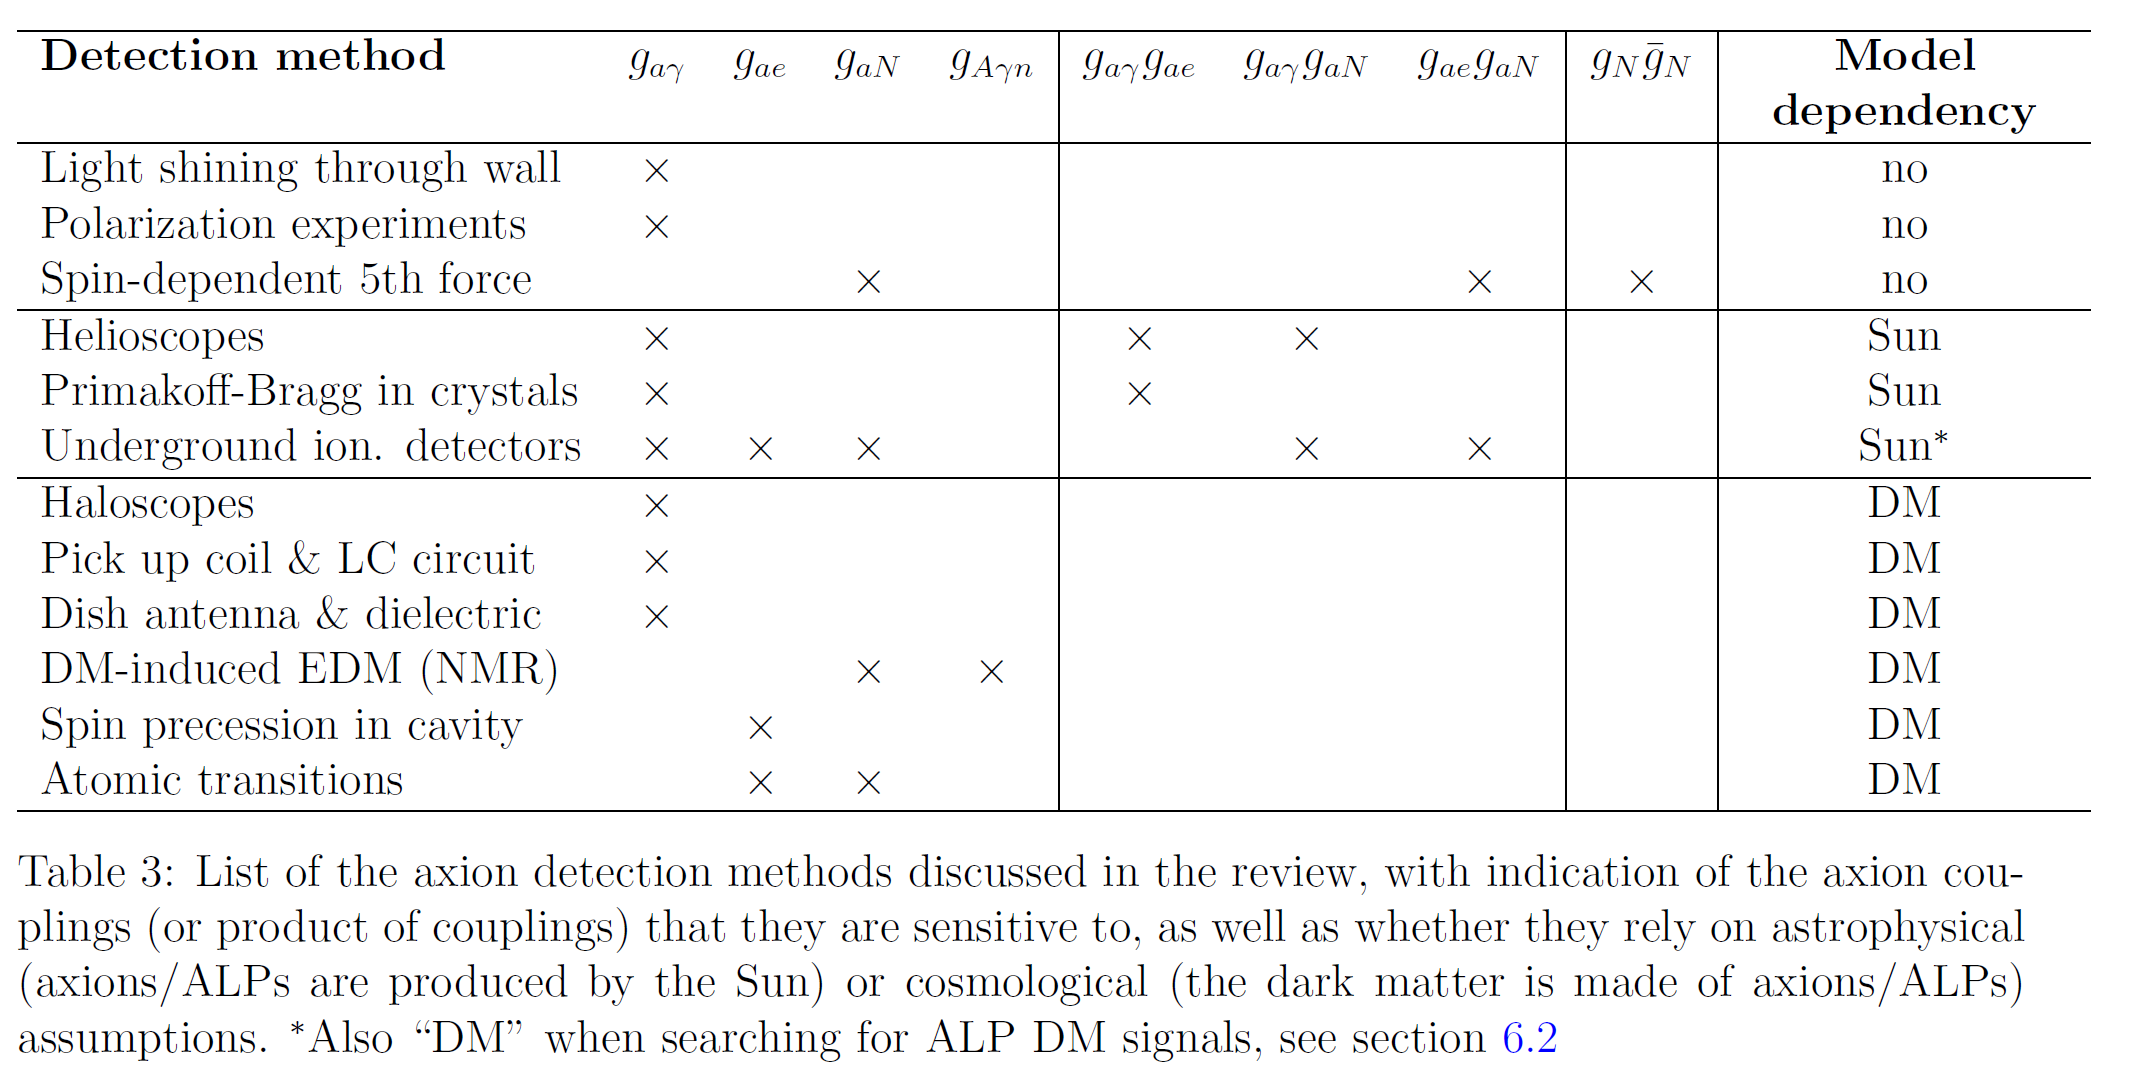 Detection method g_{aγ} g_{ae} g_{aN} g_{Aγn} g_{aγ}g_{ae} g_{aγ}g_{aN} g_{ae}g_{aN} g_N ḡ_N Model
dependency
Light shining through wall × no
Polarization experiments × no
Spin-dependent 5th force × × × no
Helioscopes × × × Sun
Primakoff-Bragg in crystals × × Sun
Underground ion. detectors × × × × × Sun*
Haloscopes × DM
Pick up coil & LC circuit × DM
Dish antenna & dielectric × DM
DM-induced EDM (NMR) × × DM
Spin precession in cavity × DM
Atomic transitions × × DM
Table 3: List of the axion detection methods discussed in the review, with indication of the axion cou-
plings (or product of couplings) that they are sensitive to, as well as whether they rely on astrophysical
(axions/ALPs are produced by the Sun) or cosmological (the dark matter is made of axions/ALPs)
assumptions. *Also “DM” when searching for ALP DM signals, see section 6.2